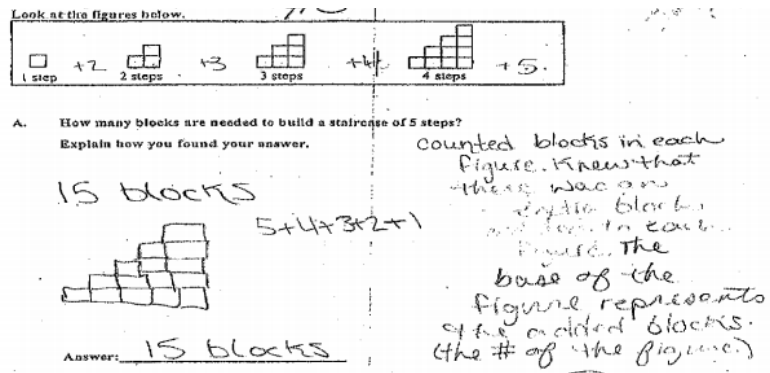 Look at the figures below.
+2 +3 +4 +5.
1 step 2 steps 3 steps 4 steps
A. How many blocks are needed to build a staircase of 5 steps?
Explain how you found your answer.
15 blocks
5+4+3+2+1
counted blocks in each
figure. Knew that
there was an
block
figure. The
base of the
figure represents
the added blocks.
(the # of the figure.)
Answer: 15 blocks